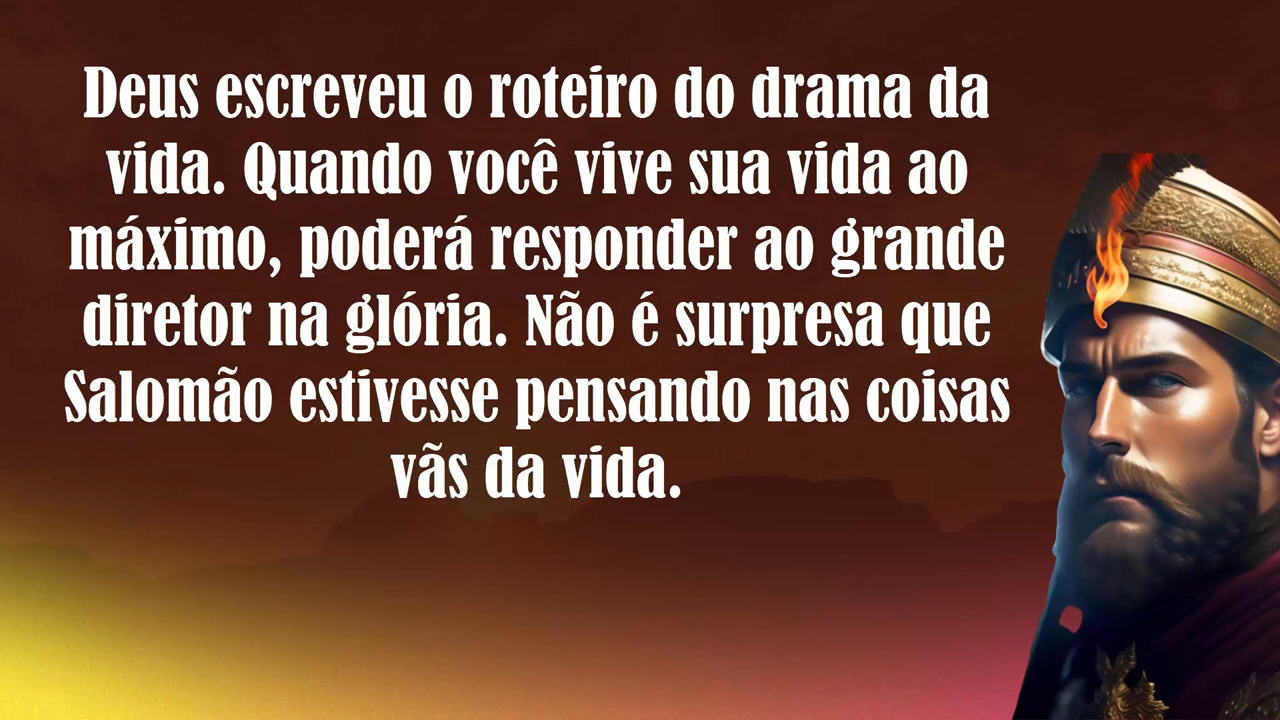 Deus escreveu o roteiro do drama da
vida. Quando você vive sua vida ao
máximo, poderá responder ao grande
diretor na glória. Não é surpresa que
Salomão estivesse pensando nas coisas
vãs da vida.